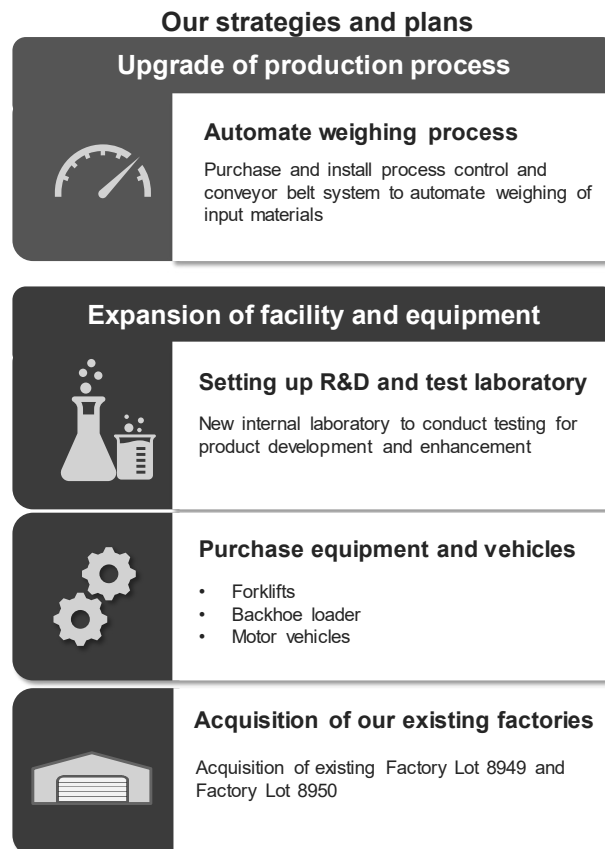 Our strategies and plans
Upgrade of production process
Automate weighing process
Purchase and install process control and
conveyor belt system to automate weighing of
input materials
Expansion of facility and equipment
Setting up R&D and test laboratory
New internal laboratory to conduct testing for
product development and enhancement
Purchase equipment and vehicles
• Forklifts
• Backhoe loader
• Motor vehicles
Acquisition of our existing factories
Acquisition of existing Factory Lot 8949 and
Factory Lot 8950